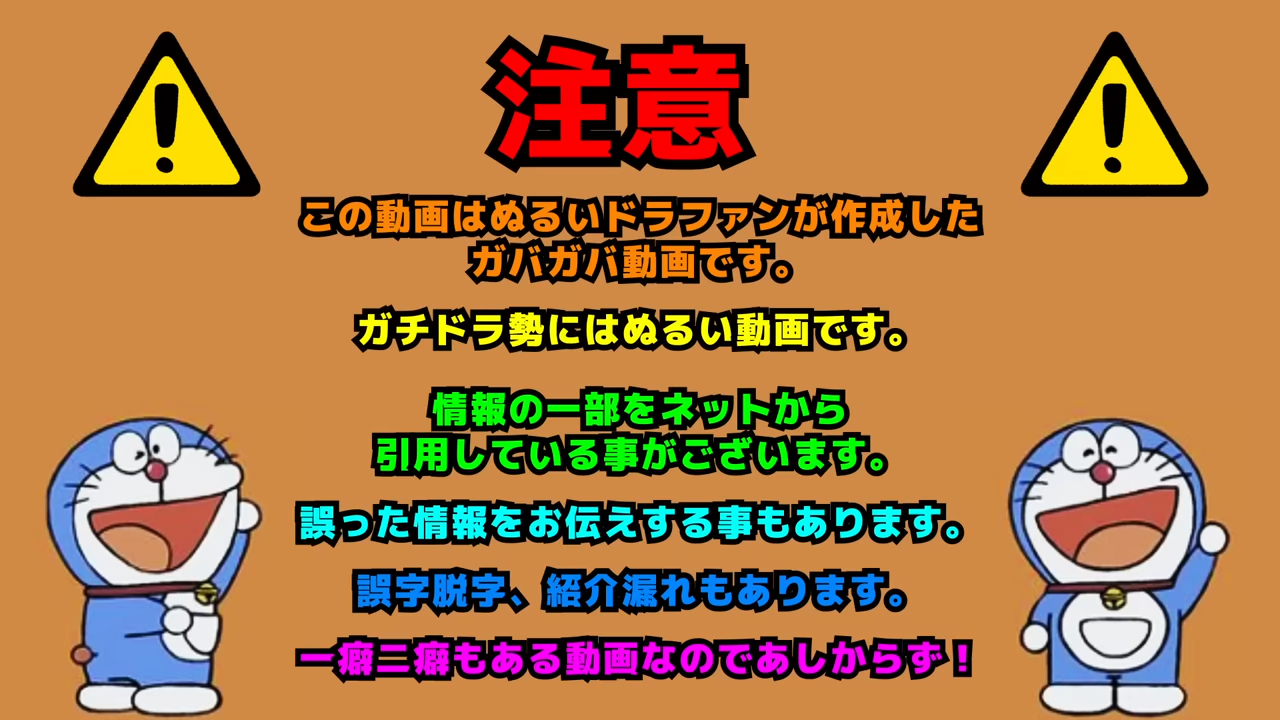 注意
この動画はぬるいドラファンが作成した
ガバガバ動画です。
ガチドラ勢にはぬるい動画です。
情報の一部をネットから
引用している事がございます。
誤った情報をお伝えする事もあります。
誤字脱字、紹介漏れもあります。
一癖二癖もある動画なのであしからず！